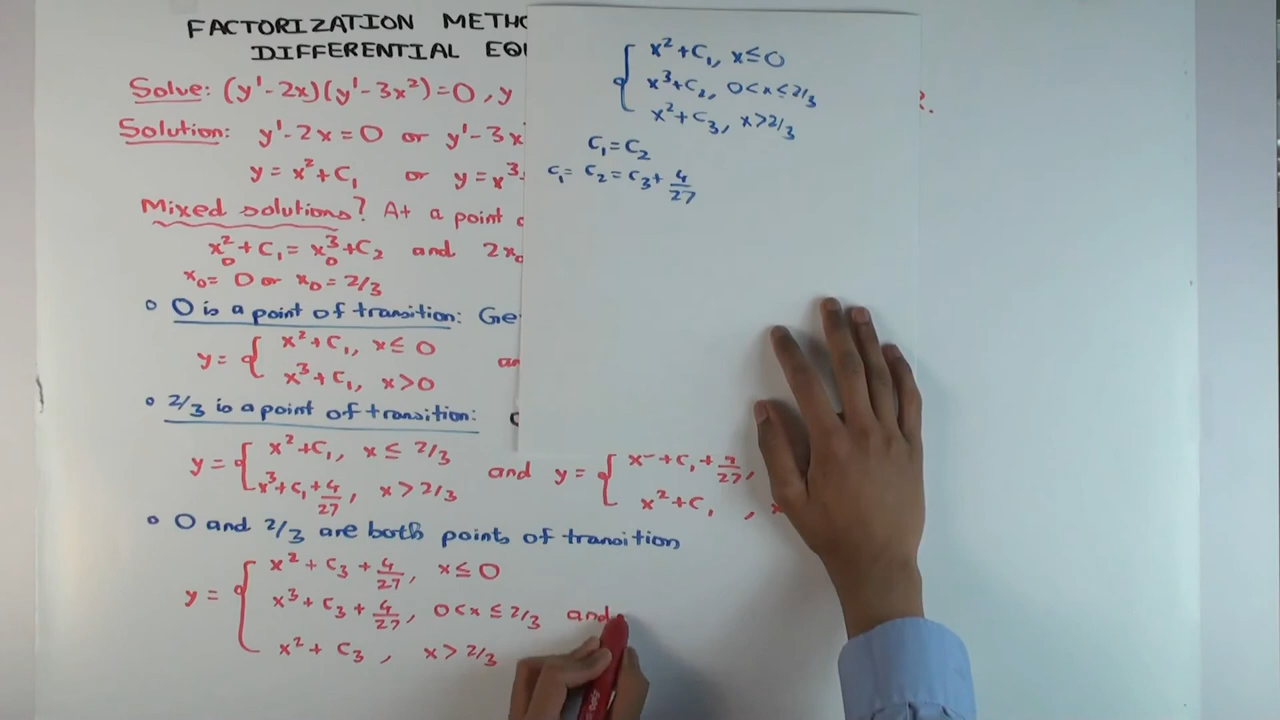 FACTORIZATION METHO
DIFFERENTIAL EQU
Solve: (y'-2x)(y'-3x²)=0, y
2.
Solution: y'-2x=0 or y'-3x
y = x²+C₁ or y=x³
Mixed solutions? At a point
x₀²+C₁ = x₀³+C₂ and 2x₀
x₀= 0 or x₀ = 2/3
• 0 is a point of transition: Ge
y= { x²+C₁, x≤0
x³+C₁, x>0
an
• 2/3 is a point of transition:
y= { x²+C₁, x ≤ 2/3
x³+C₁+4/27, x>2/3
and y= { x +C₁+4/27,
x²+C₁ , x
• 0 and 2/3 are both points of transition
y= { x²+C₃+4/27, x≤0
x³+C₃+4/27, 0<x≤2/3 and
x²+C₃, x>2/3
{ x²+C₁, x≤0
x³+C₂, 0<x≤2/3
x²+C₃, x>2/3
C₁=C₂
C₁= C₂=C₃+4/27